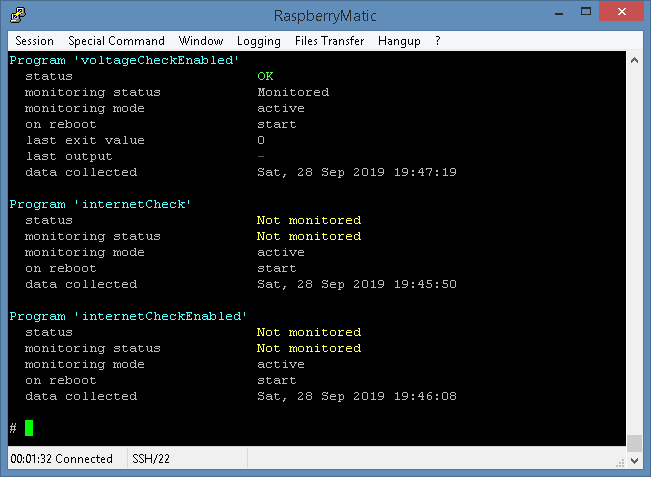 RaspberryMatic
Session Special Command Window Logging Files Transfer Hangup ?
Program 'voltageCheckEnabled'
status OK
monitoring status Monitored
monitoring mode active
on reboot start
last exit value 0
last output -
data collected Sat, 28 Sep 2019 19:47:19
Program 'internetCheck'
status Not monitored
monitoring status Not monitored
monitoring mode active
on reboot start
data collected Sat, 28 Sep 2019 19:45:50
Program 'internetCheckEnabled'
status Not monitored
monitoring status Not monitored
monitoring mode active
on reboot start
data collected Sat, 28 Sep 2019 19:46:08
#
00:01:32 Connected SSH/22